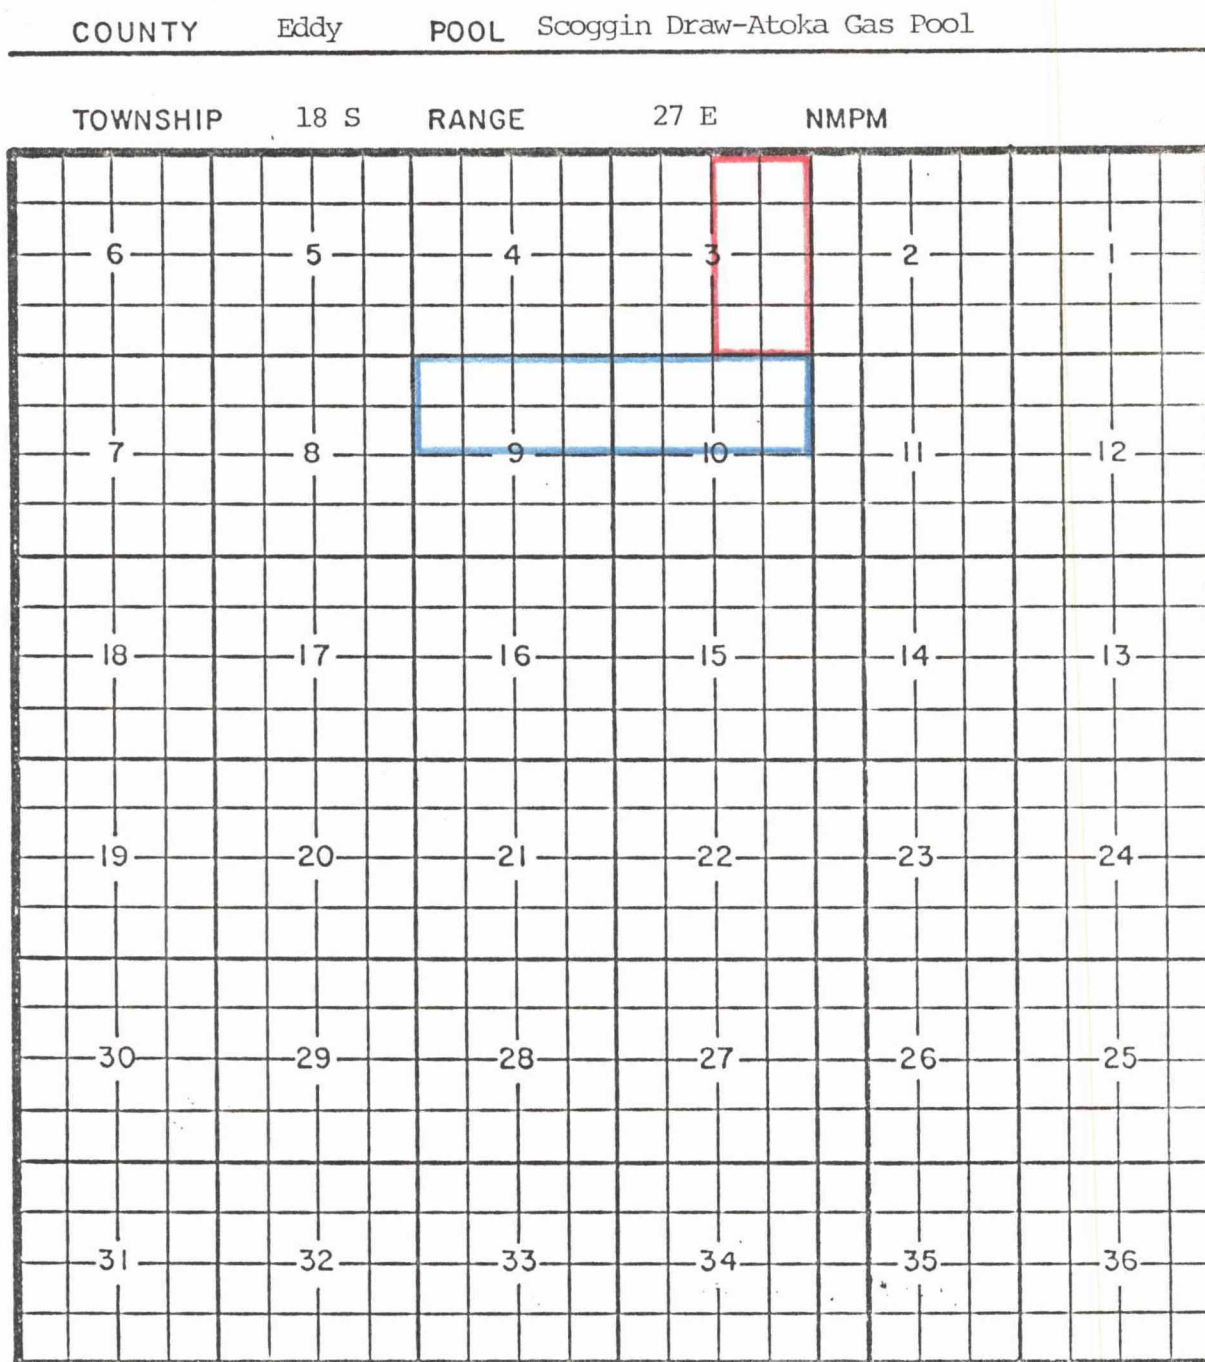 COUNTY Eddy POOL Scoggin Draw-Atoka Gas Pool
TOWNSHIP 18 S RANGE 27 E NMPM
6 5 4 3 2 1
7 8 9 10 11 12
18 17 16 15 14 13
19 20 21 22 23 24
30 29 28 27 26 25
31 32 33 34 35 36